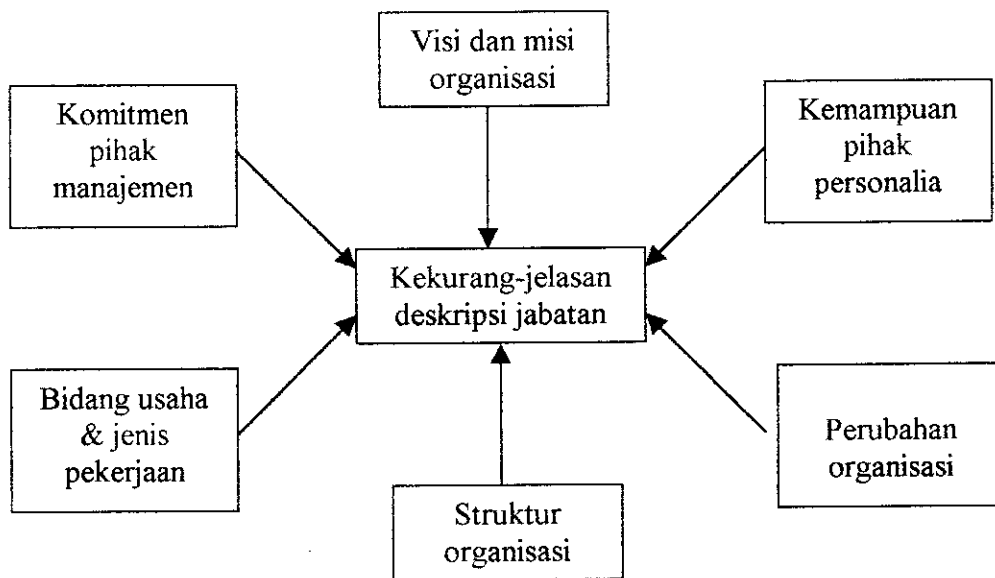 Visi dan misi
organisasi
Komitmen
pihak
manajemen
Kemampuan
pihak
personalia
Kekurang-jelasan
deskripsi jabatan
Bidang usaha
& jenis
pekerjaan
Struktur
organisasi
Perubahan
organisasi